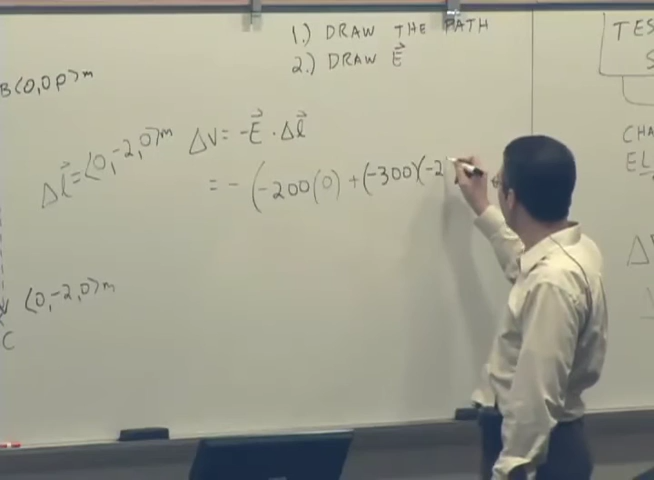 1.) DRAW THE PATH
2.) DRAW E⃗
B⟨0,0,0⟩m
Δl⃗=⟨0,-2,0⟩m
ΔV= -E⃗ · Δl⃗
= - (-200(0) + (-300)(-2
⟨0,-2,0⟩m
C
TES
S
CHA
EL
Δ